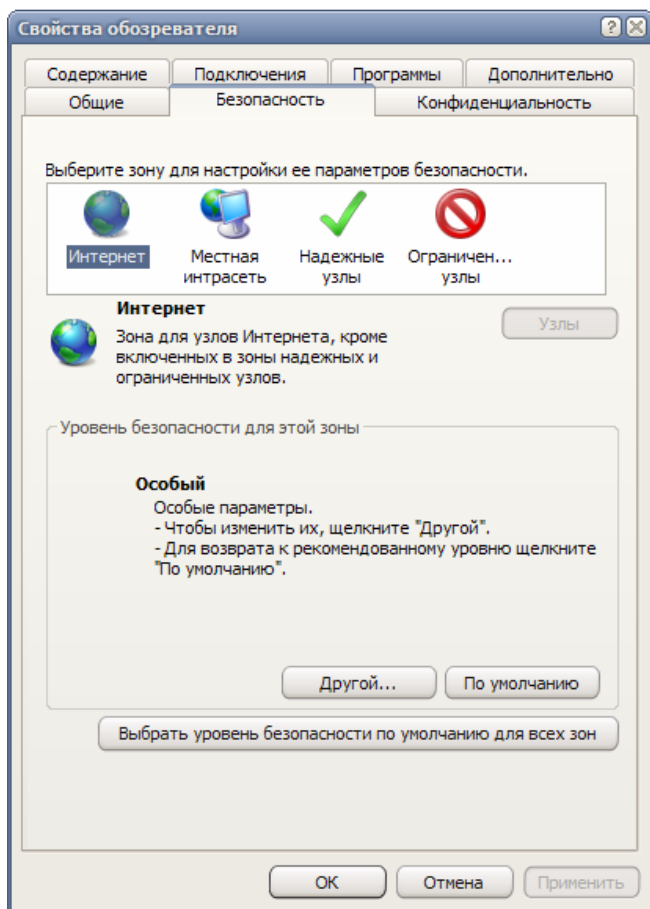 Свойства обозревателя
Содержание Подключения Программы Дополнительно
Общие Безопасность Конфиденциальность
Выберите зону для настройки ее параметров безопасности.
Интернет Местная интрасеть Надежные узлы Ограничен... узлы
Интернет
Узлы
Зона для узлов Интернета, кроме
включенных в зоны надежных и
ограниченных узлов.
Уровень безопасности для этой зоны
Особый
Особые параметры.
- Чтобы изменить их, щелкните "Другой".
- Для возврата к рекомендованному уровню щелкните
"По умолчанию".
Другой... По умолчанию
Выбрать уровень безопасности по умолчанию для всех зон
OK Отмена Применить